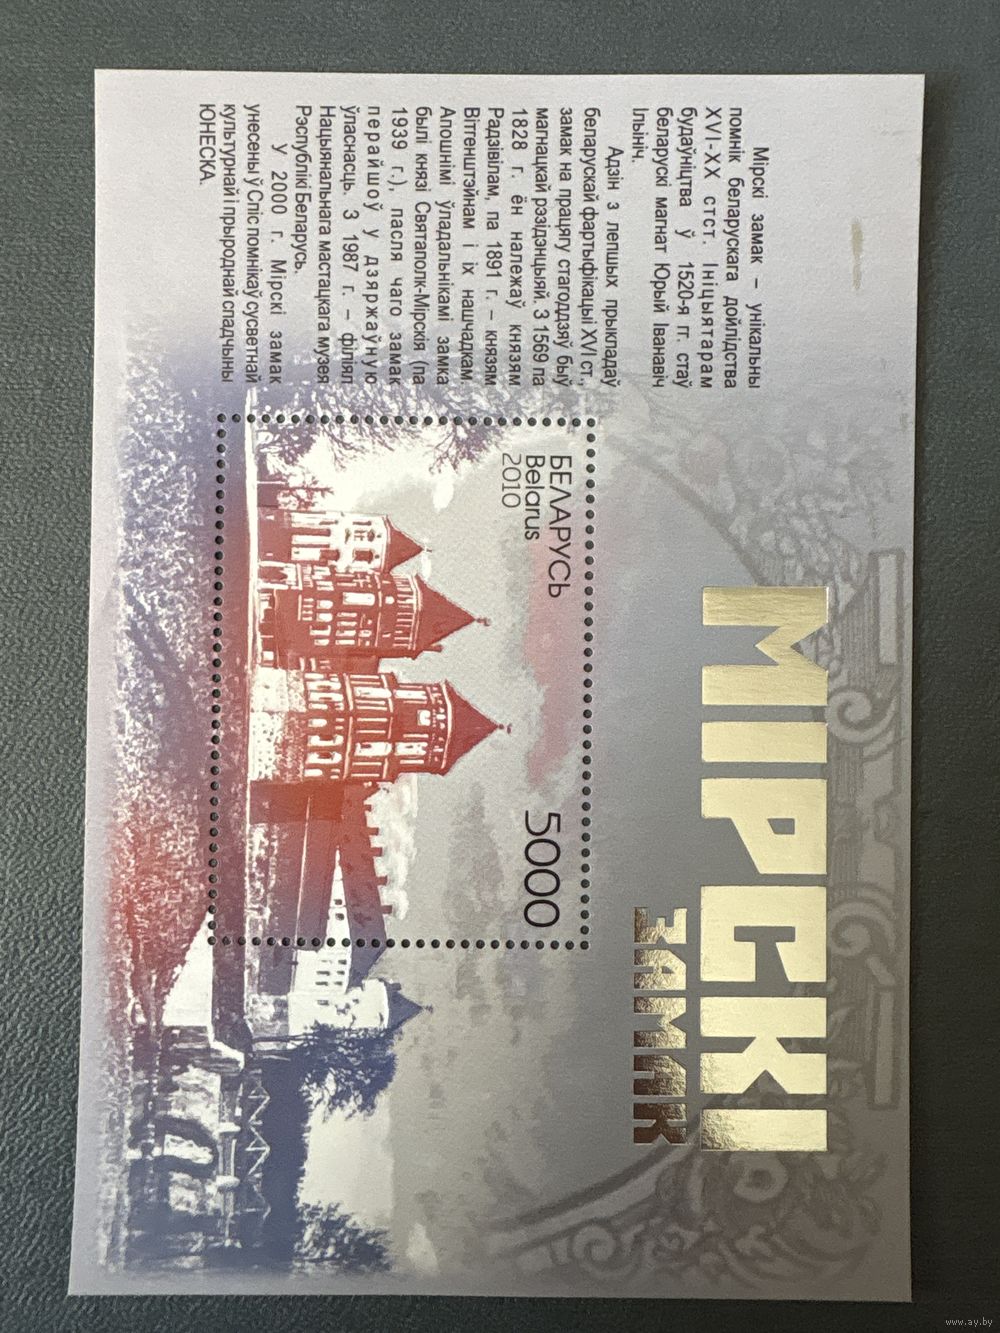 МІРСКІ
ЗАМАК
Мірскі замак – унікальны
помнік беларускага дойлідства
XVI-XX стст. Ініцыятарам
будаўніцтва ў 1520-я гг. стаў
беларускі магнат Юрый Іванавіч
Ільініч.
Адзін з лепшых прыкладаў
беларускай фартыфікацыі XVI ст.,
замак на працягу стагоддзяў быў
магнацкай рэзідэнцыяй. З 1569 па
1828 г. ён належаў князям
Радзівілам, па 1891 г. – князям
Вітгенштэйнам і іх нашчадкам.
Апошнімі ўладальнікамі замка
былі князі Святаполк-Мірскія (па
1939 г.), пасля чаго замак
перайшоў у дзяржаўную
ўласнасць. З 1987 г. – філіял
Нацыянальнага мастацкага музея
Рэспублікі Беларусь.
У 2000 г. Мірскі замак
унесены ў Спіс помнікаў сусветнай
культурнай і прыроднай спадчыны
ЮНЕСКА.
БЕЛАРУСЬ
Belarus
2010
5000
www.ay.by